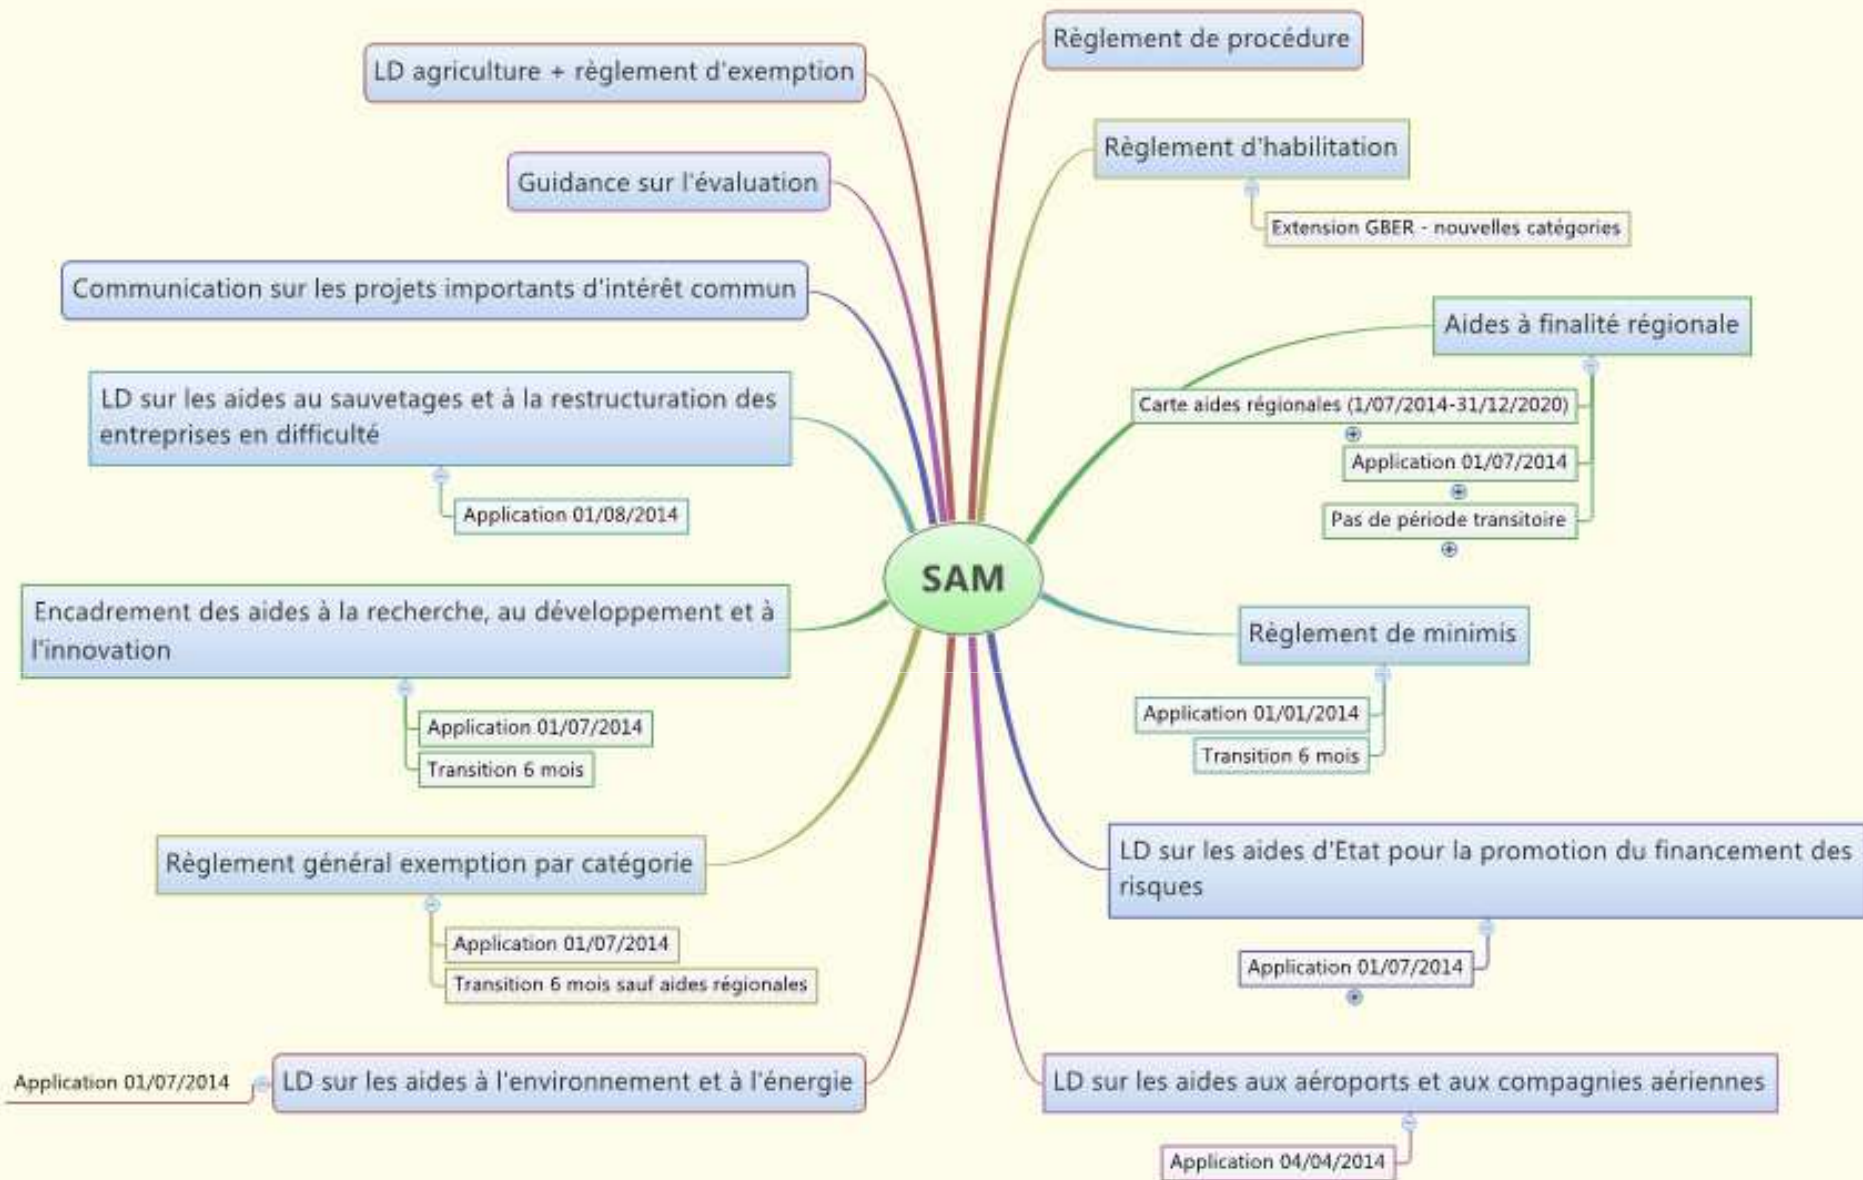 SAM
Règlement de procédure
Règlement d'habilitation
Extension GBER - nouvelles catégories
Aides à finalité régionale
Carte aides régionales (1/07/2014-31/12/2020)
Application 01/07/2014
Pas de période transitoire
Règlement de minimis
Application 01/01/2014
Transition 6 mois
LD sur les aides d'Etat pour la promotion du financement des
risques
Application 01/07/2014
LD sur les aides aux aéroports et aux compagnies aériennes
Application 04/04/2014
LD sur les aides à l'environnement et à l'énergie
Application 01/07/2014
Règlement général exemption par catégorie
Application 01/07/2014
Transition 6 mois sauf aides régionales
Encadrement des aides à la recherche, au développement et à
l'innovation
Application 01/07/2014
Transition 6 mois
LD sur les aides au sauvetages et à la restructuration des
entreprises en difficulté
Application 01/08/2014
Communication sur les projets importants d'intérêt commun
Guidance sur l'évaluation
LD agriculture + règlement d'exemption